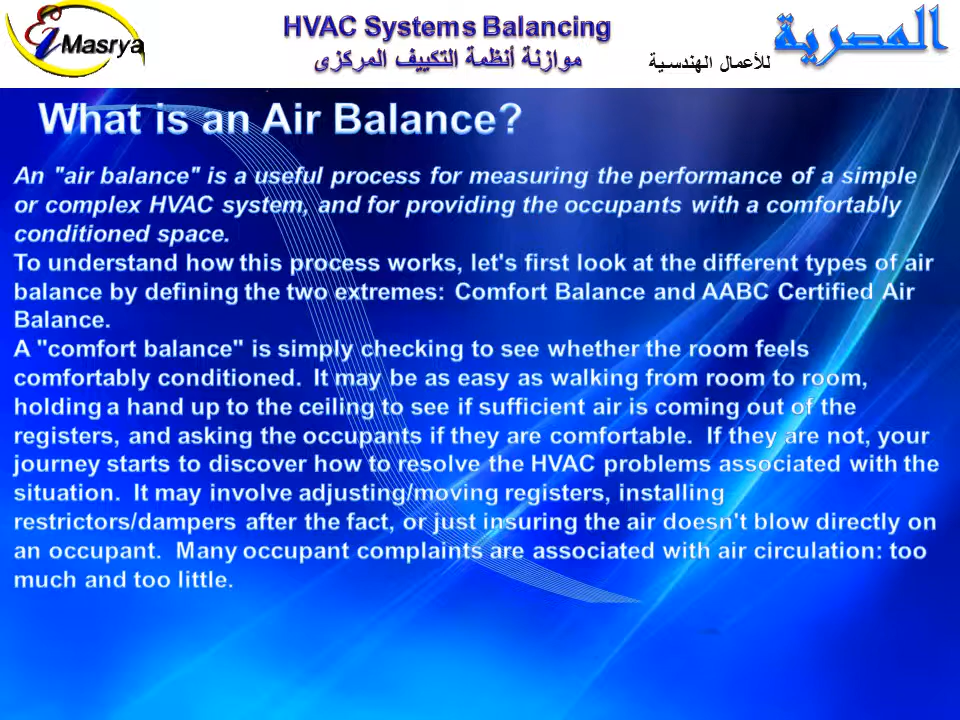 iMasrya
HVAC Systems Balancing
موازنة أنظمة التكييف المركزى
المصرية
للأعمال الهندسية
What is an Air Balance?
An "air balance" is a useful process for measuring the performance of a simple
or complex HVAC system, and for providing the occupants with a comfortably
conditioned space.
To understand how this process works, let's first look at the different types of air
balance by defining the two extremes: Comfort Balance and AABC Certified Air
Balance.
A "comfort balance" is simply checking to see whether the room feels
comfortably conditioned. It may be as easy as walking from room to room,
holding a hand up to the ceiling to see if sufficient air is coming out of the
registers, and asking the occupants if they are comfortable. If they are not, your
journey starts to discover how to resolve the HVAC problems associated with the
situation. It may involve adjusting/moving registers, installing
restrictors/dampers after the fact, or just insuring the air doesn't blow directly on
an occupant. Many occupant complaints are associated with air circulation: too
much and too little.